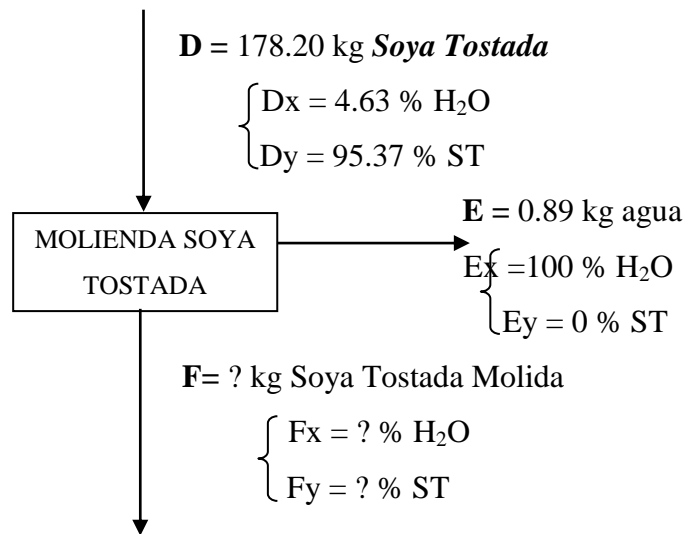 D = 178.20 kg Soya Tostada
Dx = 4.63 % H₂O
Dy = 95.37 % ST
E = 0.89 kg agua
MOLIENDA SOYA
TOSTADA
Ex =100 % H₂O
Ey = 0 % ST
F= ? kg Soya Tostada Molida
Fx = ? % H₂O
Fy = ? % ST